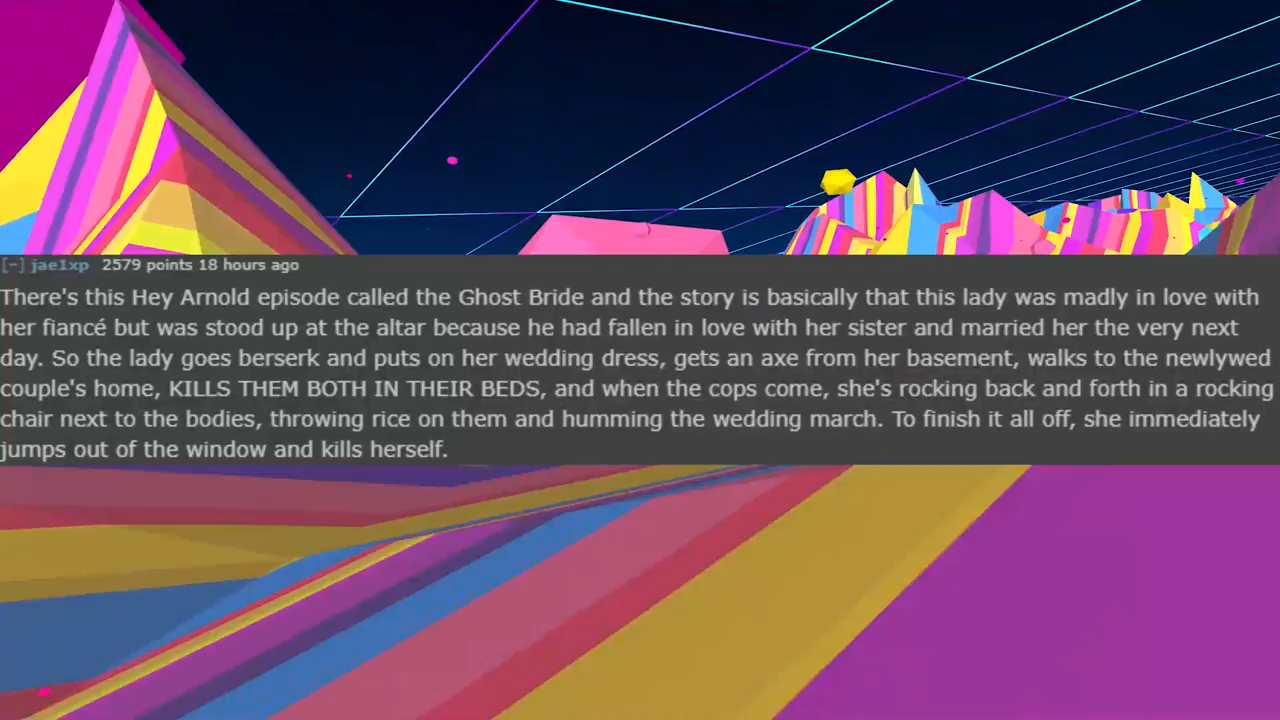 [-] jae1xp 2579 points 18 hours ago
There's this Hey Arnold episode called the Ghost Bride and the story is basically that this lady was madly in love with
her fiancé but was stood up at the altar because he had fallen in love with her sister and married her the very next
day. So the lady goes berserk and puts on her wedding dress, gets an axe from her basement, walks to the newlywed
couple's home, KILLS THEM BOTH IN THEIR BEDS, and when the cops come, she's rocking back and forth in a rocking
chair next to the bodies, throwing rice on them and humming the wedding march. To finish it all off, she immediately
jumps out of the window and kills herself.